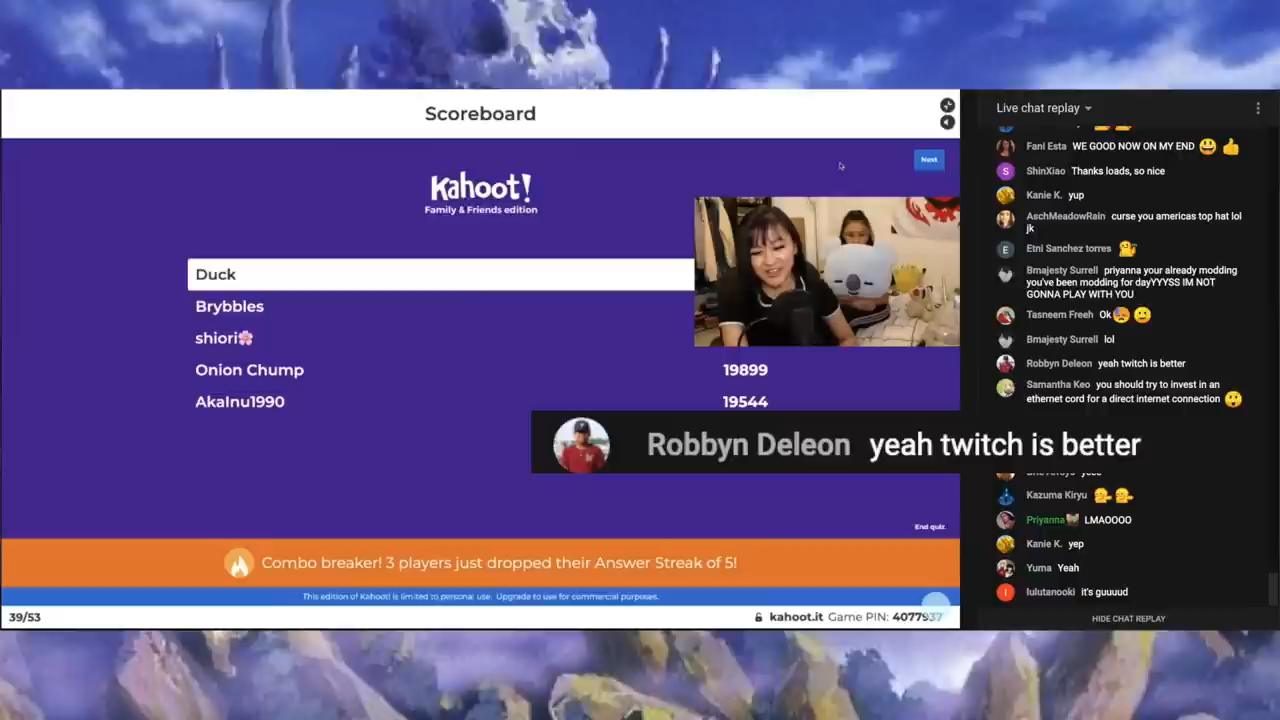 Scoreboard
Next
Kahoot!
Family & Friends edition
Duck
Brybbles
shiori🌸
Onion Chump 19899
AkaInu1990 19544
End quiz
Combo breaker! 3 players just dropped their Answer Streak of 5!
This edition of Kahoot! is limited to personal use. Upgrade to use for commercial purposes.
39/53
kahoot.it Game PIN: 4077937
Robbyn Deleon yeah twitch is better
Live chat replay
Fani Esta WE GOOD NOW ON MY END 😃 👍
S
ShinXiao Thanks loads, so nice
Kanie K. yup
AschMeadowRain curse you americas top hat lol
jk
E
Etni Sanchez torres
Bmajesty Surrell priyanna your already modding
you've been modding for dayYYYSS IM NOT
GONNA PLAY WITH YOU
Tasneem Freeh Ok
Bmajesty Surrell lol
Robbyn Deleon yeah twitch is better
Samantha Keo you should try to invest in an
ethernet cord for a direct internet connection 😲
Kazuma Kiryu
Priyanna LMAOOOO
Kanie K. yep
Yuma Yeah
lulutanooki it's guuuud
HIDE CHAT REPLAY